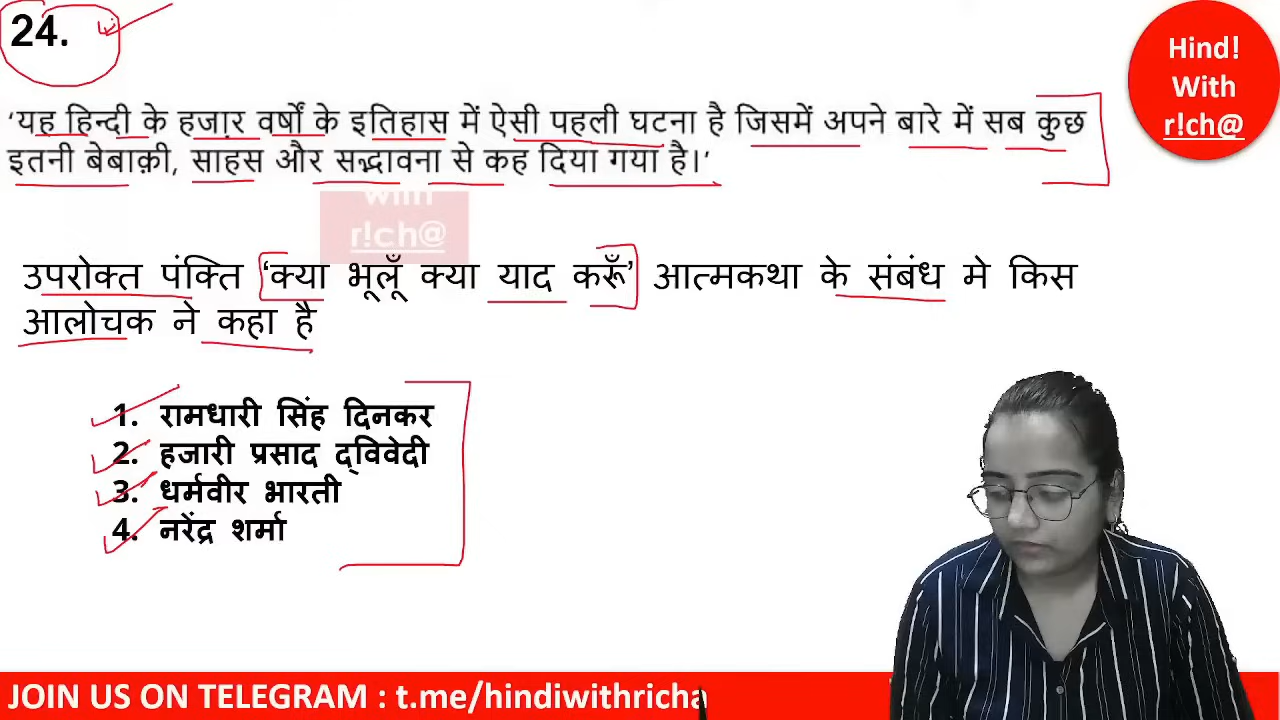 24.
Hind!
With
r!ch@
'यह हिन्दी के हज़ार वर्षों के इतिहास में ऐसी पहली घटना है जिसमें अपने बारे में सब कुछ
इतनी बेबाक़ी, साहस और सद्भावना से कह दिया गया है।'
with
r!ch@
उपरोक्त पंक्ति 'क्या भूलूँ क्या याद करूँ' आत्मकथा के संबंध मे किस
आलोचक ने कहा है
1. रामधारी सिंह दिनकर
2. हजारी प्रसाद द्विवेदी
3. धर्मवीर भारती
4. नरेंद्र शर्मा
JOIN US ON TELEGRAM : t.me/hindiwithricha